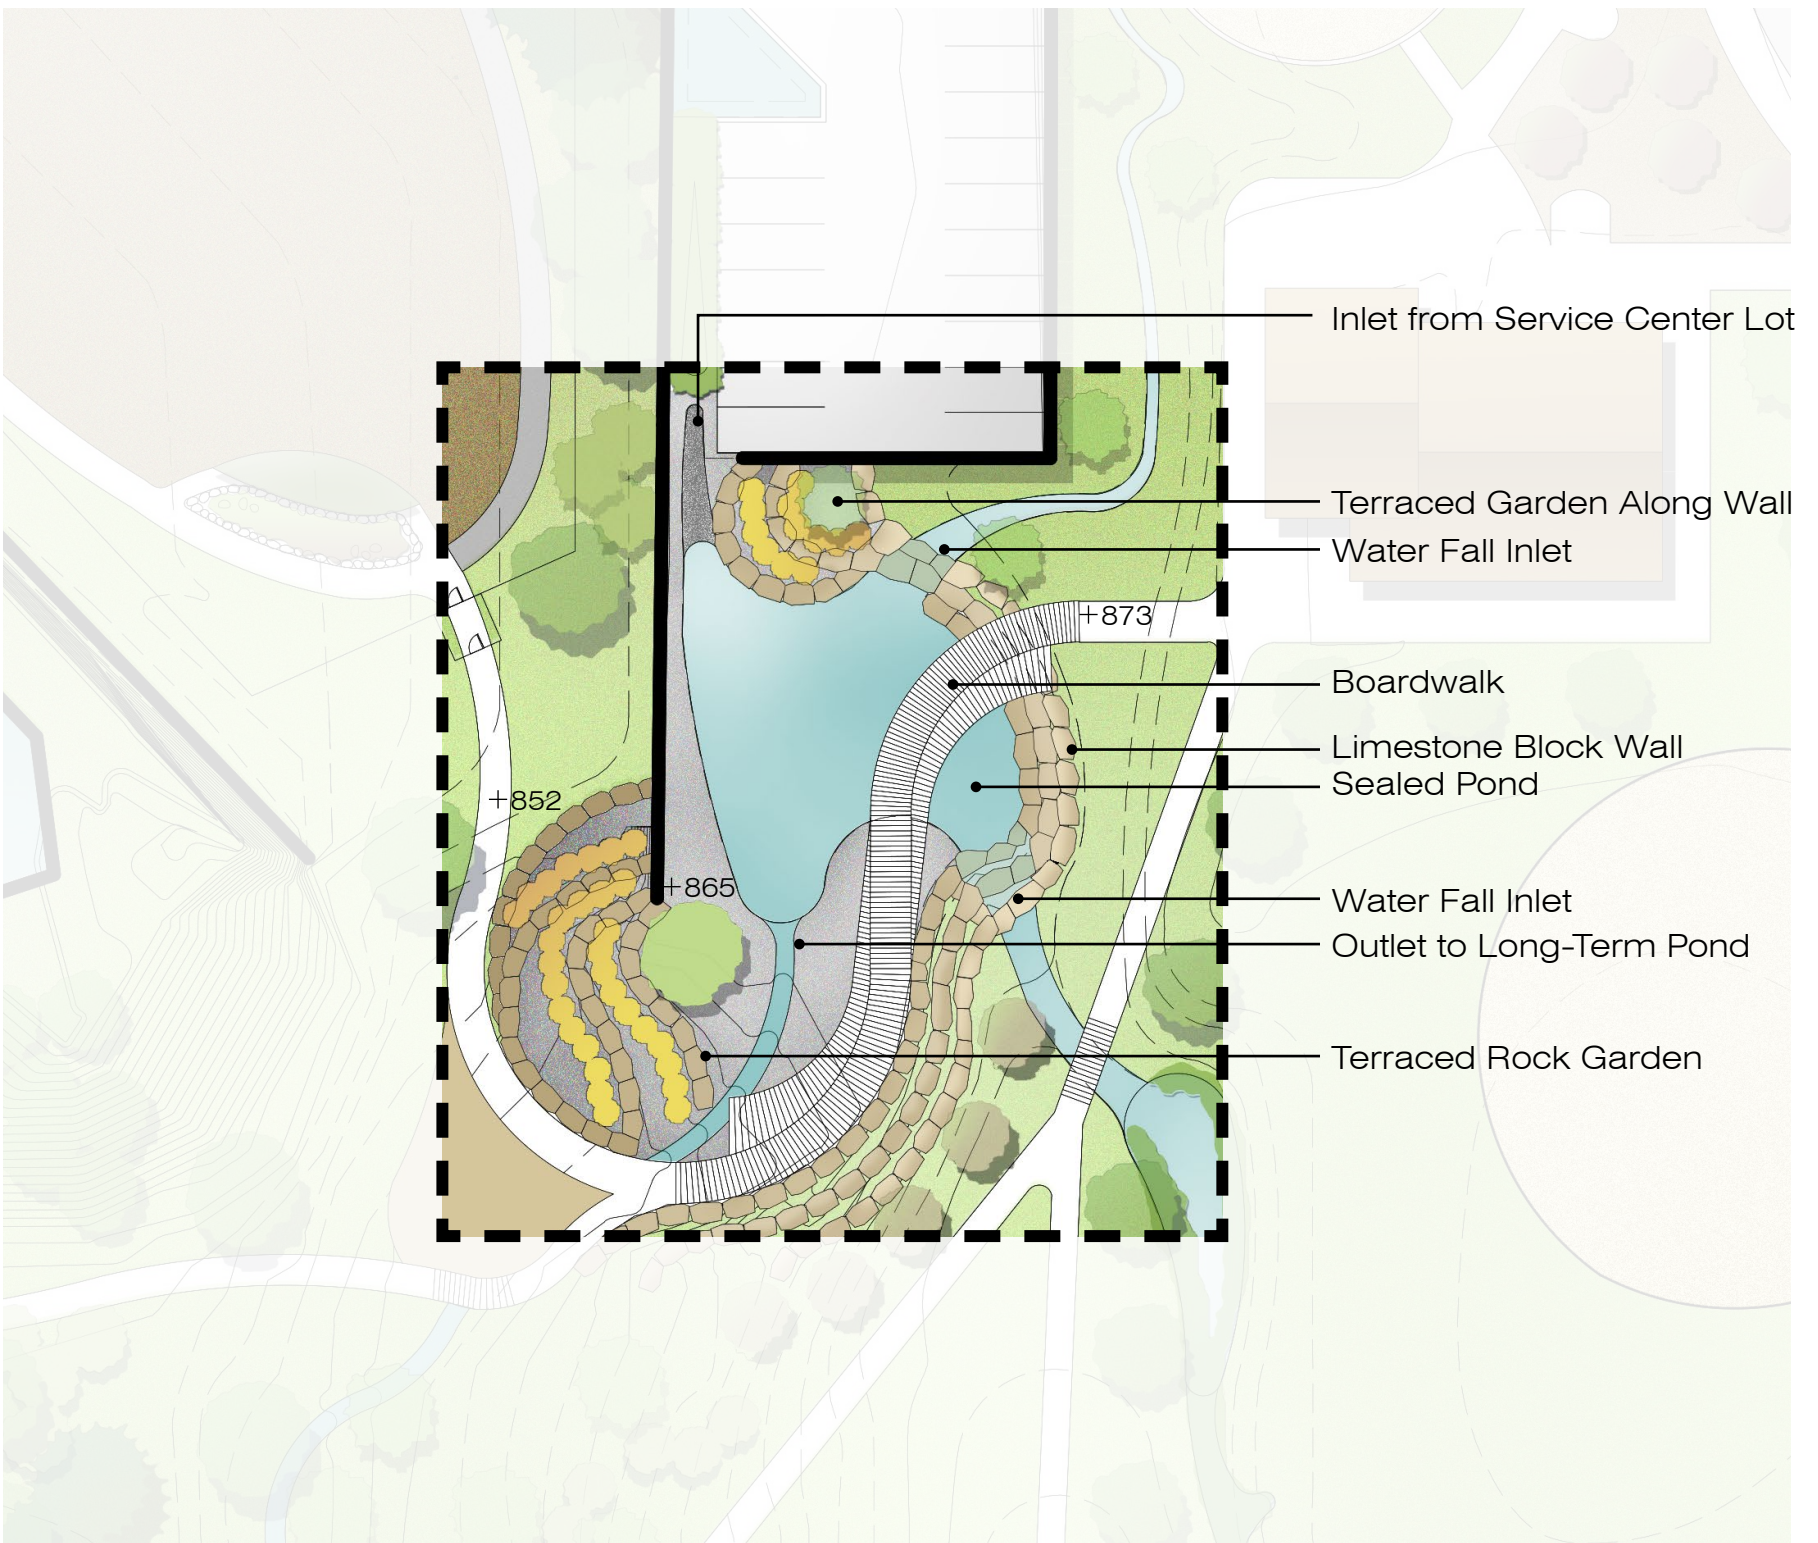 Inlet from Service Center Lot
Terraced Garden Along Wall
Water Fall Inlet
+873
Boardwalk
Limestone Block Wall
Sealed Pond
+852
+865
Water Fall Inlet
Outlet to Long-Term Pond
Terraced Rock Garden